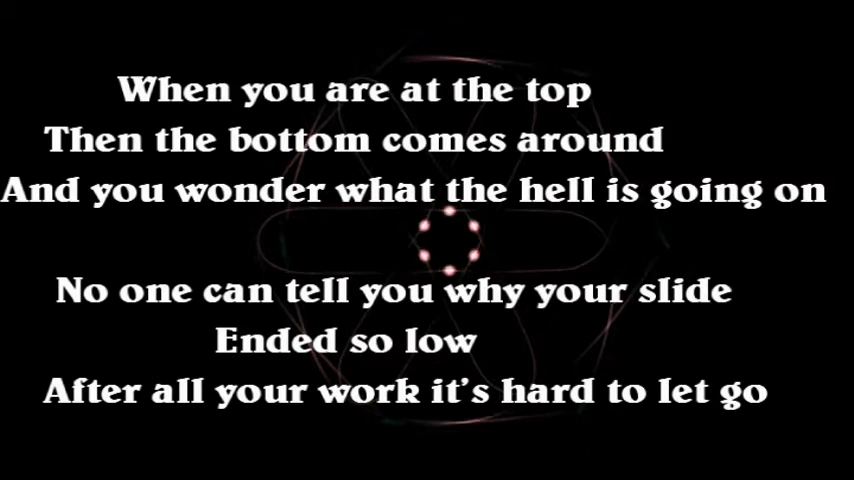 When you are at the top
Then the bottom comes around
And you wonder what the hell is going on
No one can tell you why your slide
Ended so low
After all your work it's hard to let go